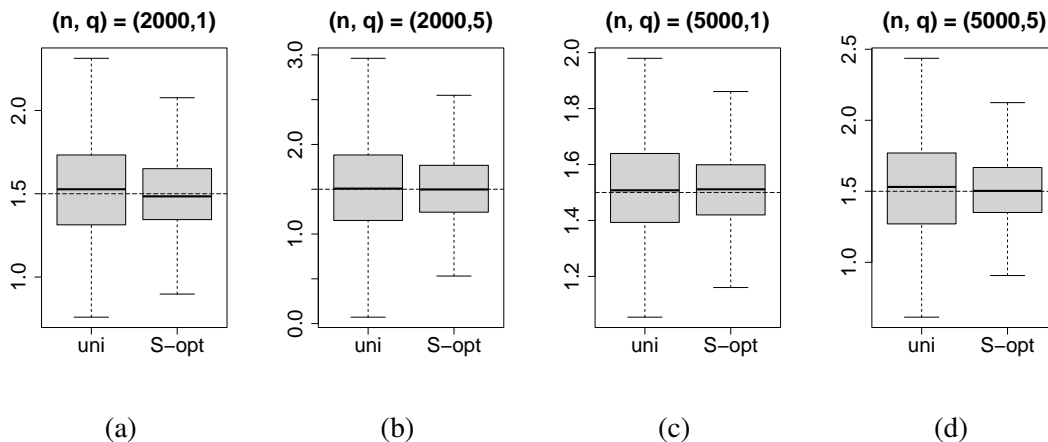 (n, q) = (2000,1)
2.0
1.5
1.0
uni
S−opt
(a)
(n, q) = (2000,5)
3.0
2.0
1.0
0.0
uni
S−opt
(b)
(n, q) = (5000,1)
2.0
1.8
1.6
1.4
1.2
uni
S−opt
(c)
(n, q) = (5000,5)
2.5
2.0
1.5
1.0
uni
S−opt
(d)